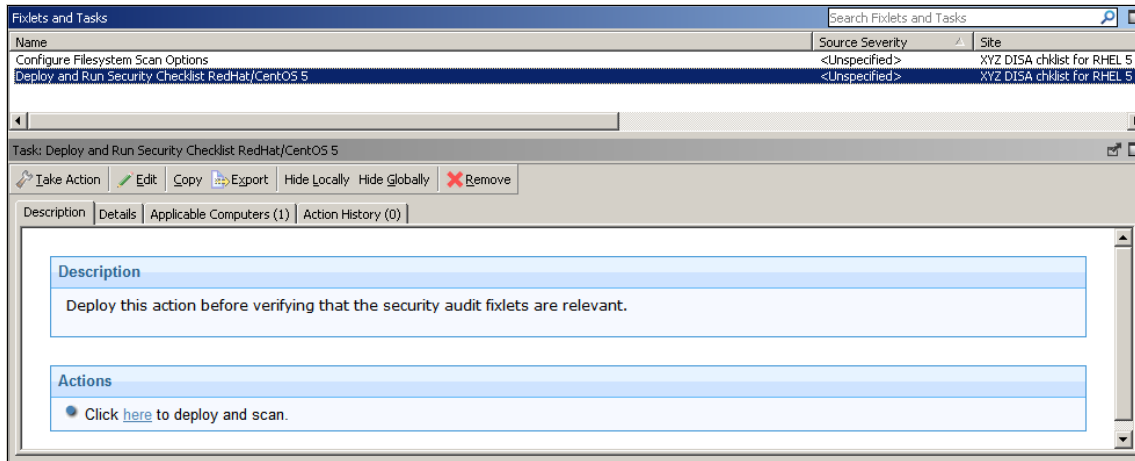 Fixlets and Tasks Search Fixlets and Tasks
Name Source Severity Site
Configure Filesystem Scan Options <Unspecified> XYZ DISA chklist for RHEL 5
Deploy and Run Security Checklist RedHat/CentOS 5 <Unspecified> XYZ DISA chklist for RHEL 5
Task: Deploy and Run Security Checklist RedHat/CentOS 5
Take Action Edit Copy Export Hide Locally Hide Globally Remove
Description Details Applicable Computers (1) Action History (0)
Description
Deploy this action before verifying that the security audit fixlets are relevant.
Actions
Click here to deploy and scan.